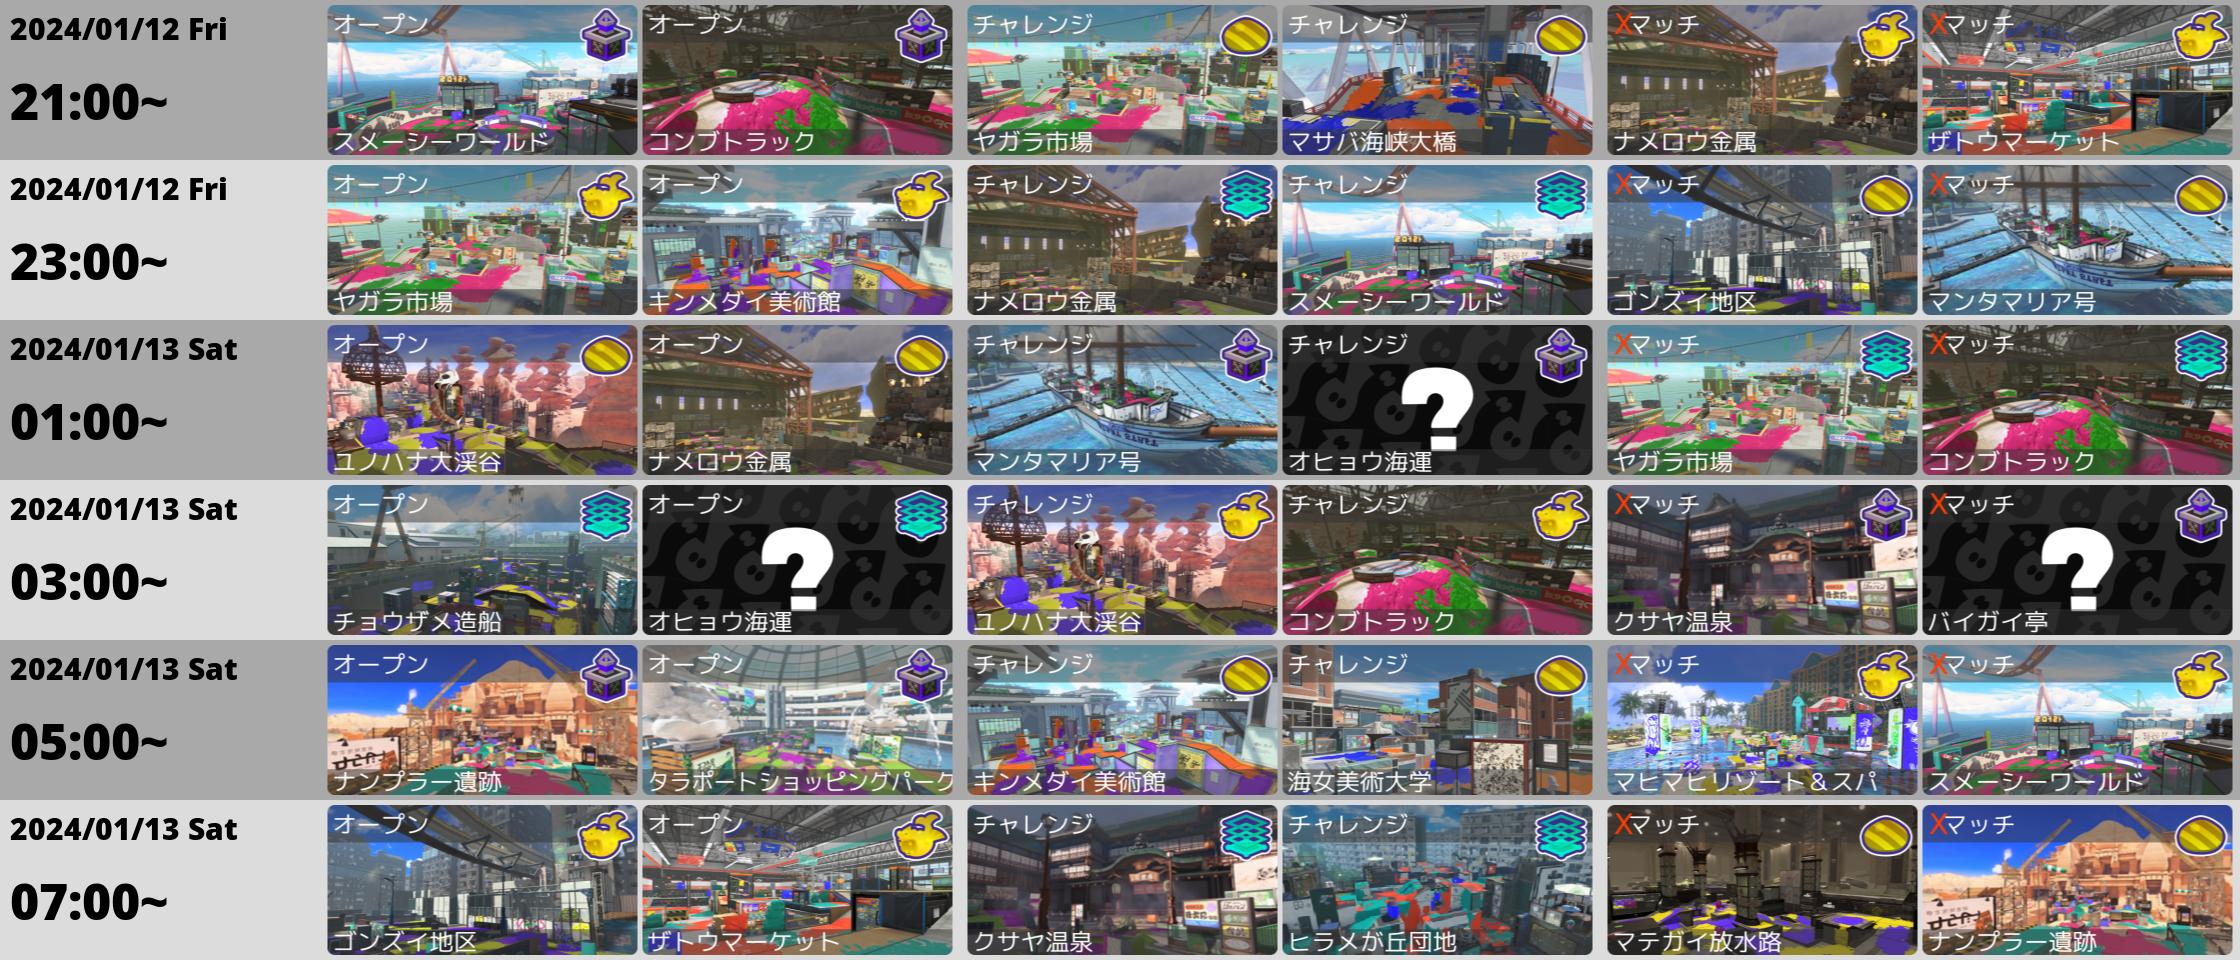 2024/01/12 Fri
21:00~
オープン
スメーシーワールド
オープン
コンブトラック
チャレンジ
ヤガラ市場
チャレンジ
マサバ海峡大橋
Xマッチ
ナメロウ金属
Xマッチ
ザトウマーケット
2024/01/12 Fri
23:00~
オープン
ヤガラ市場
オープン
キンメダイ美術館
チャレンジ
ナメロウ金属
チャレンジ
スメーシーワールド
Xマッチ
ゴンズイ地区
Xマッチ
マンタマリア号
2024/01/13 Sat
01:00~
オープン
ユノハナ大渓谷
オープン
ナメロウ金属
チャレンジ
マンタマリア号
チャレンジ
?
オヒョウ海運
Xマッチ
ヤガラ市場
Xマッチ
コンブトラック
2024/01/13 Sat
03:00~
オープン
チョウザメ造船
オープン
?
オヒョウ海運
チャレンジ
ユノハナ大渓谷
チャレンジ
コンブトラック
Xマッチ
クサヤ温泉
Xマッチ
?
バイガイ亭
2024/01/13 Sat
05:00~
オープン
ナンプラー遺跡
オープン
タラポートショッピングパーク
チャレンジ
キンメダイ美術館
チャレンジ
海女美術大学
Xマッチ
マヒマヒリゾート＆スパ
Xマッチ
スメーシーワールド
2024/01/13 Sat
07:00~
オープン
ゴンズイ地区
オープン
ザトウマーケット
チャレンジ
クサヤ温泉
チャレンジ
ヒラメが丘団地
Xマッチ
マテガイ放水路
Xマッチ
ナンプラー遺跡